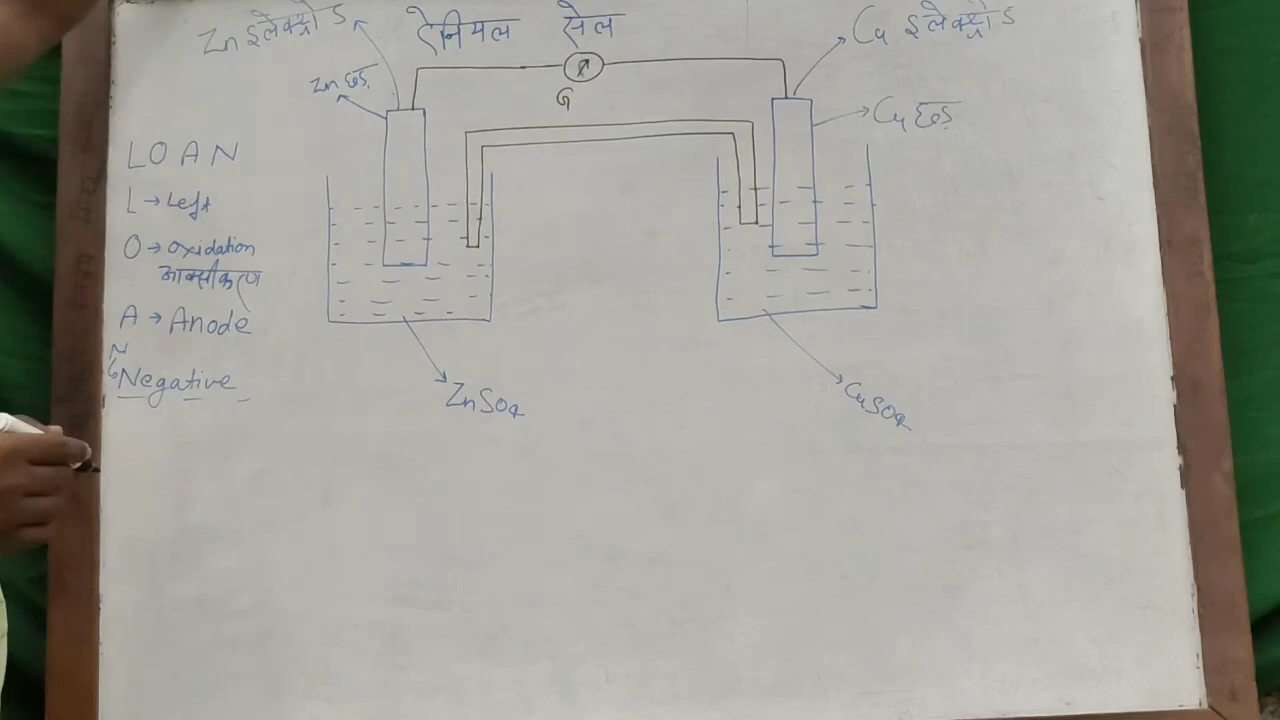 Zn इलेक्ट्रोड
डेनियल सेल
Cu इलेक्ट्रोड
Zn छड़
G
Cu छड़
LOAN
L → Left
O → oxidation
आक्सीकरण
A → Anode
N
Negative
ZnSO4
CuSO4